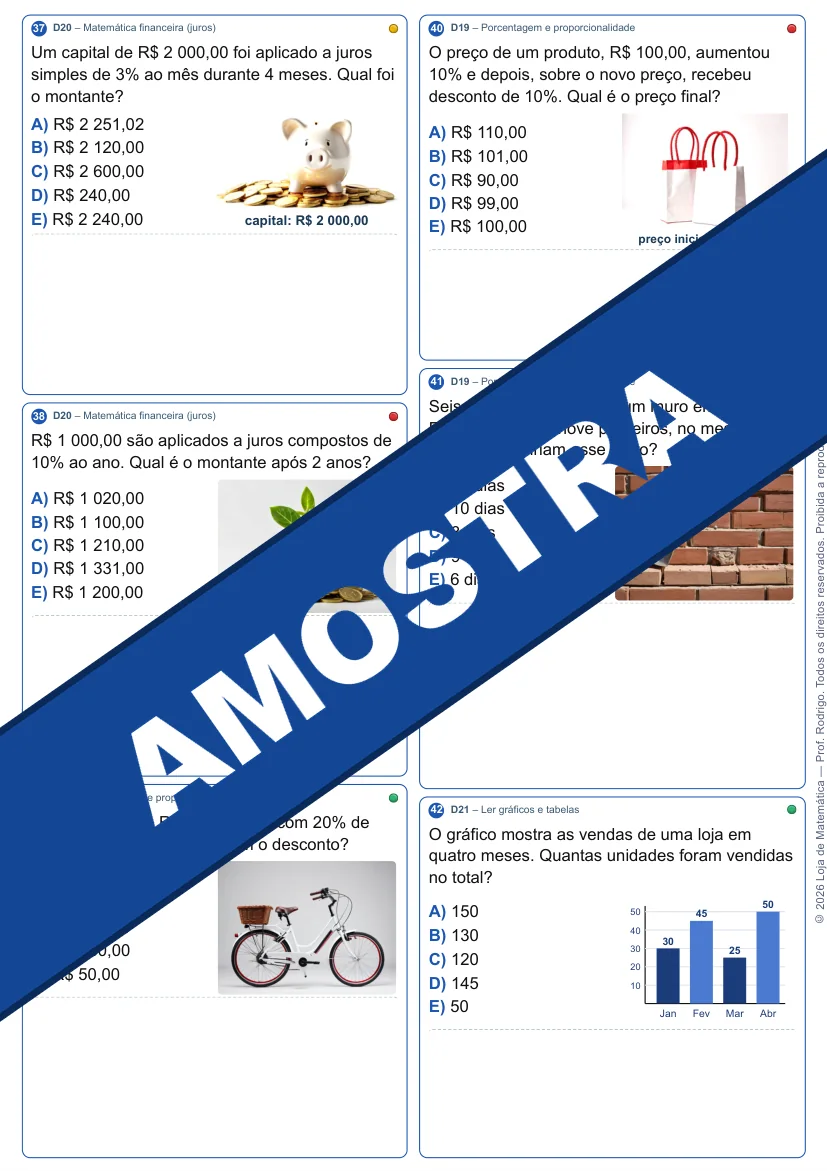 37 D20 – Matemática financeira (juros)
Um capital de R$ 2 000,00 foi aplicado a juros
simples de 3% ao mês durante 4 meses. Qual foi
o montante?
A) R$ 2 251,02
B) R$ 2 120,00
C) R$ 2 600,00
D) R$ 240,00
E) R$ 2 240,00
capital: R$ 2 000,00
38 D20 – Matemática financeira (juros)
R$ 1 000,00 são aplicados a juros compostos de
10% ao ano. Qual é o montante após 2 anos?
A) R$ 1 020,00
B) R$ 1 100,00
C) R$ 1 210,00
D) R$ 1 331,00
E) R$ 1 200,00
com 20% de
o desconto?
R$ 50,00
40 D19 – Porcentagem e proporcionalidade
O preço de um produto, R$ 100,00, aumentou
10% e depois, sobre o novo preço, recebeu
desconto de 10%. Qual é o preço final?
A) R$ 110,00
B) R$ 101,00
C) R$ 90,00
D) R$ 99,00
E) R$ 100,00
preço
41 D19 –
Seis um muro
no
esse
dias
10 dias
E) 6
42 D21 – Ler gráficos e tabelas
O gráfico mostra as vendas de uma loja em
quatro meses. Quantas unidades foram vendidas
no total?
A) 150
B) 130
C) 120
D) 145
E) 50
50
40
30
20
10
30
45
25
50
Jan Fev Mar Abr
AMOSTRA
© 2026 Loja de Matemática — Prof. Rodrigo. Todos os direitos reservados. Proibida a